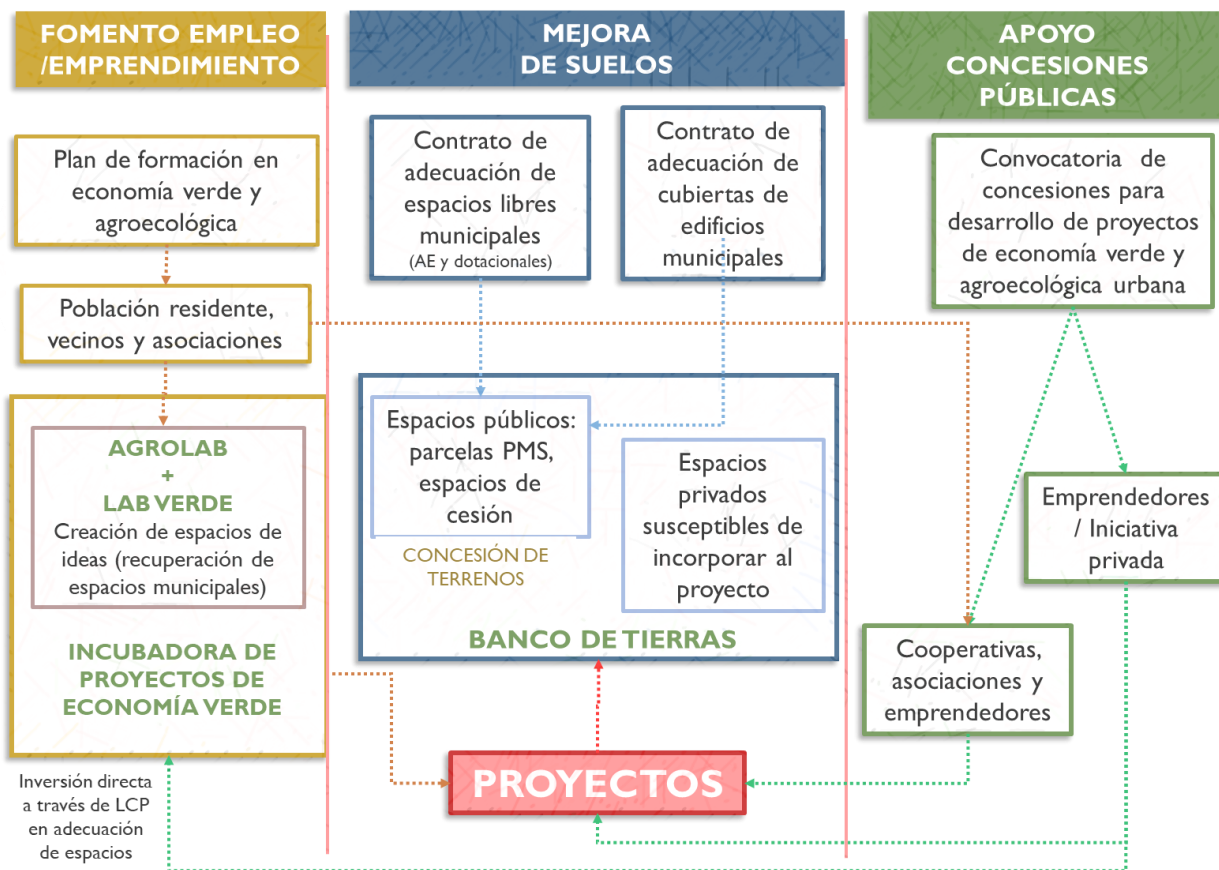 FOMENTO EMPLEO
/EMPRENDIMIENTO
Plan de formación en
economía verde y
agroecológica
Población residente,
vecinos y asociaciones
AGROLAB
+
LAB VERDE
Creación de espacios de
ideas (recuperación de
espacios municipales)
INCUBADORA DE
PROYECTOS DE
ECONOMÍA VERDE
Inversión directa
a través de LCP
en adecuación
de espacios
MEJORA
DE SUELOS
Contrato de
adecuación de
espacios libres
municipales
(AE y dotacionales)
Contrato de
adecuación de
cubiertas de
edificios
municipales
Espacios públicos:
parcelas PMS,
espacios de
cesión
CONCESIÓN DE
TERRENOS
Espacios
privados
susceptibles de
incorporar al
proyecto
BANCO DE TIERRAS
PROYECTOS
APOYO
CONCESIONES
PÚBLICAS
Convocatoria de
concesiones para
desarrollo de proyectos
de economía verde y
agroecológica urbana
Emprendedores
/ Iniciativa
privada
Cooperativas,
asociaciones y
emprendedores